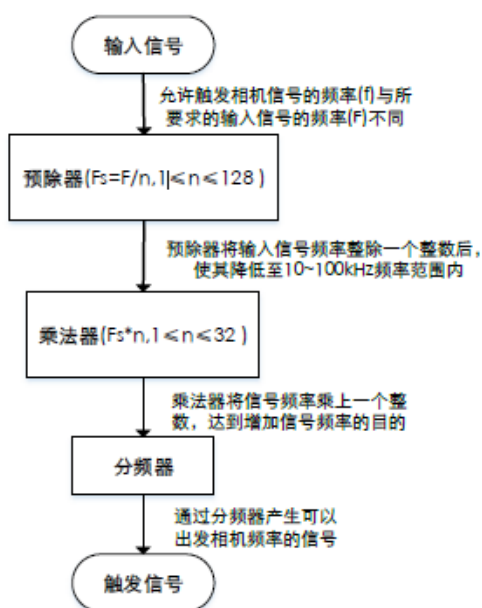 输入信号
允许触发相机信号的频率(f)与所
要求的输入信号的频率(F)不同
预除器(Fs=F/n,1≤n≤128 )
预除器将输入信号频率整除一个整数后，
使其降低至10~100kHz频率范围内
乘法器(Fs*n,1≤n≤32 )
乘法器将信号频率乘上一个整
数，达到增加信号频率的目的
分频器
通过分频器产生可以
出发相机频率的信号
触发信号